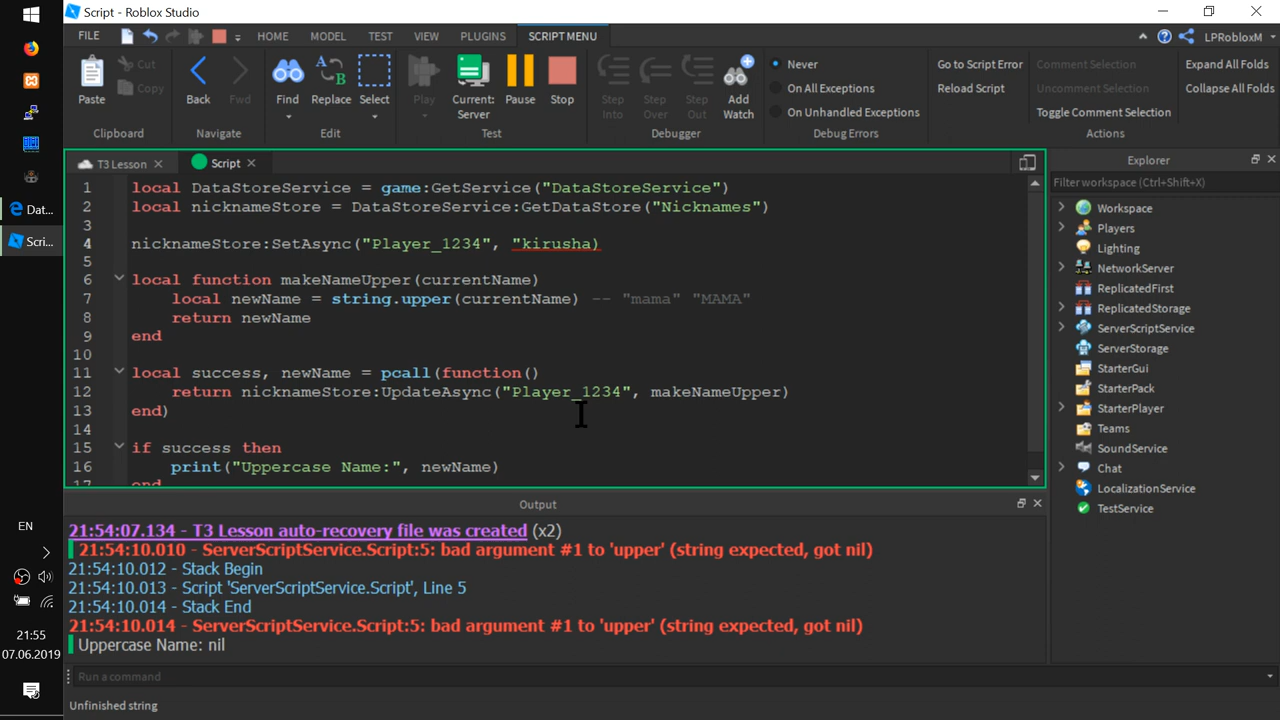 Script - Roblox Studio
FILE
HOME
MODEL
TEST
VIEW
PLUGINS
SCRIPT MENU
LPRobloxM
Paste
Cut
Copy
Clipboard
Back
Fwd
Navigate
Find
Replace
Select
Edit
Play
Current:
Server
Pause
Stop
Test
Step
Into
Step
Over
Step
Out
Add
Watch
Debugger
Never
On All Exceptions
On Unhandled Exceptions
Debug Errors
Go to Script Error
Reload Script
Comment Selection
Uncomment Selection
Toggle Comment Selection
Actions
Expand All Folds
Collapse All Folds
Dat...
Scri...
T3 Lesson
Script
1 local DataStoreService = game:GetService("DataStoreService")
2 local nicknameStore = DataStoreService:GetDataStore("Nicknames")
3
4 nicknameStore:SetAsync("Player_1234", "kirusha)
5
6 local function makeNameUpper(currentName)
7 local newName = string.upper(currentName) -- "mama" "MAMA"
8 return newName
9 end
10
11 local success, newName = pcall(function()
12 return nicknameStore:UpdateAsync("Player_1234", makeNameUpper)
13 end)
14
15 if success then
16 print("Uppercase Name:", newName)
17 end
Explorer
Filter workspace (Ctrl+Shift+X)
Workspace
Players
Lighting
NetworkServer
ReplicatedFirst
ReplicatedStorage
ServerScriptService
ServerStorage
StarterGui
StarterPack
StarterPlayer
Teams
SoundService
Chat
LocalizationService
TestService
Output
21:54:07.134 - T3 Lesson auto-recovery file was created (x2)
21:54:10.010 - ServerScriptService.Script:5: bad argument #1 to 'upper' (string expected, got nil)
21:54:10.012 - Stack Begin
21:54:10.013 - Script 'ServerScriptService.Script', Line 5
21:54:10.014 - Stack End
21:54:10.014 - ServerScriptService.Script:5: bad argument #1 to 'upper' (string expected, got nil)
Uppercase Name: nil
Run a command
Unfinished string
EN
21:55
07.06.2019